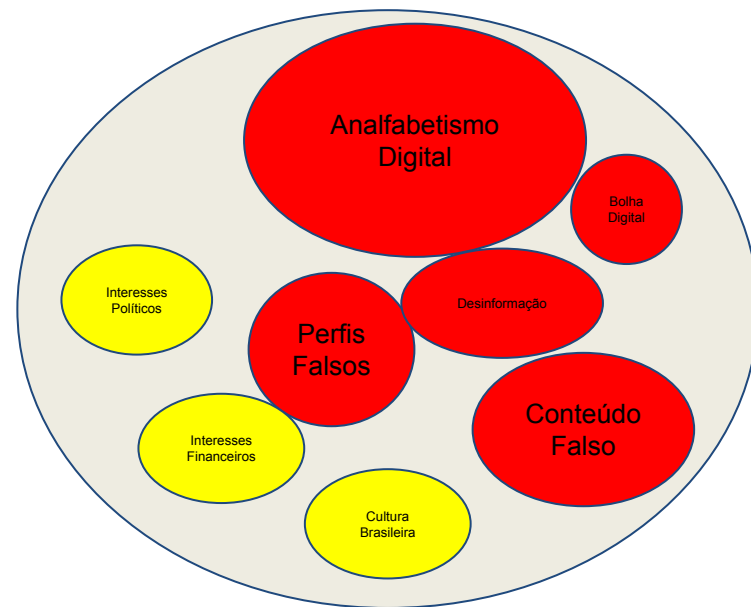 Analfabetismo
Digital
Bolha
Digital
Interesses
Políticos
Desinformação
Perfis
Falsos
Conteúdo
Falso
Interesses
Financeiros
Cultura
Brasileira